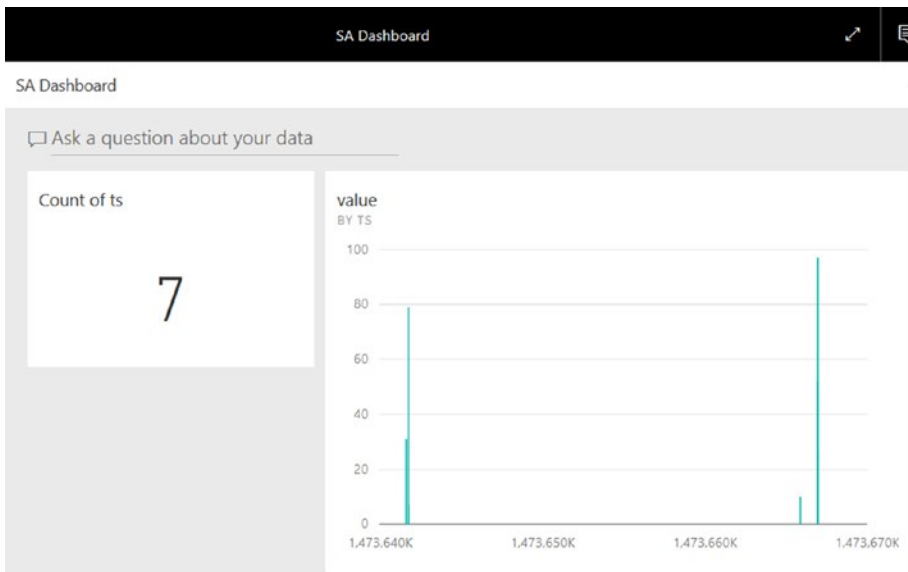 SA Dashboard
SA Dashboard
Ask a question about your data
Count of ts
7
value
BY TS
100
80
60
40
20
0
1,473,640K 1,473,650K 1,473,660K 1,473,670K